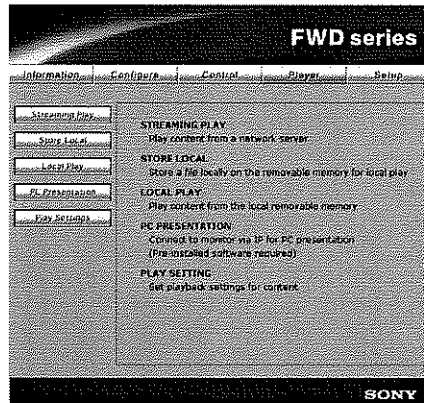 FWD series
Information Configure Control Player Setup
Streaming Play
Store Local
Local Play
PC Presentation
Play Settings
STREAMING PLAY
Play content from a network server
STORE LOCAL
Store a file locally on the removable memory for local play
LOCAL PLAY
Play content from the local removable memory
PC PRESENTATION
Connect to monitor via IP for PC presentation
(Pre-installed software required)
PLAY SETTING
Set playback settings for content
SONY